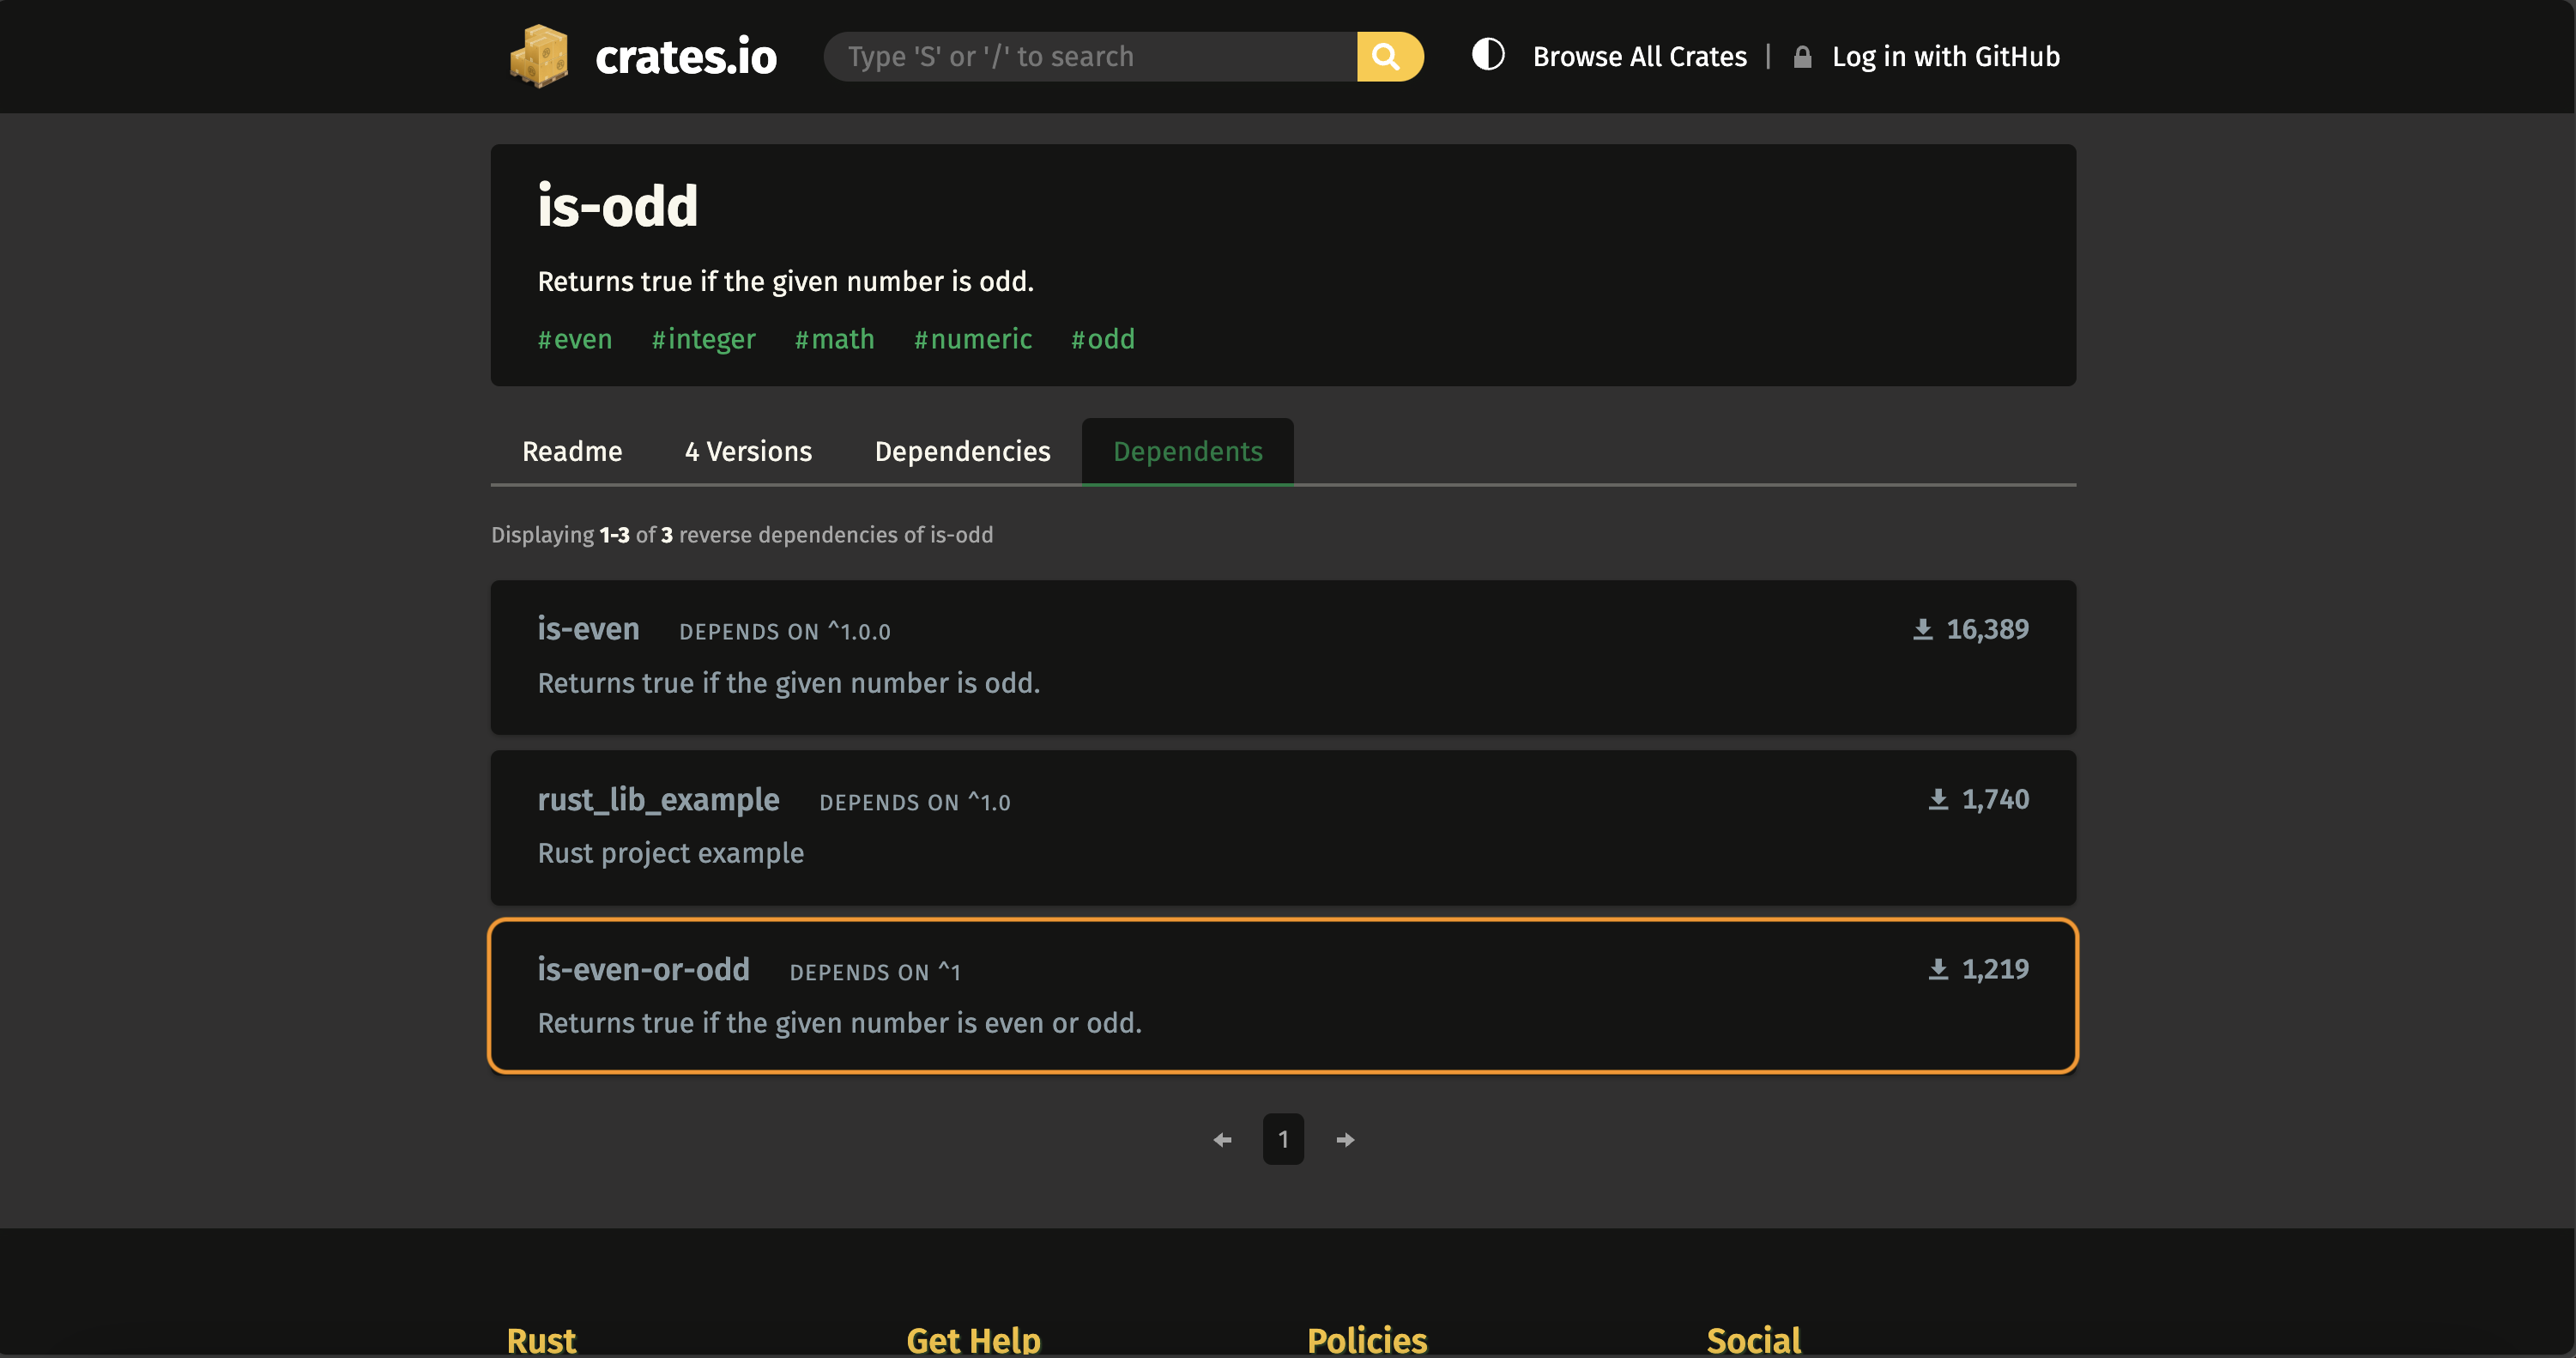 crates.io
Type 'S' or '/' to search
Browse All Crates | Log in with GitHub
is-odd
Returns true if the given number is odd.
#even #integer #math #numeric #odd
Readme 4 Versions Dependencies Dependents
Displaying 1-3 of 3 reverse dependencies of is-odd
is-even DEPENDS ON ^1.0.0 16,389
Returns true if the given number is odd.
rust_lib_example DEPENDS ON ^1.0 1,740
Rust project example
is-even-or-odd DEPENDS ON ^1 1,219
Returns true if the given number is even or odd.
1
Rust Get Help Policies Social